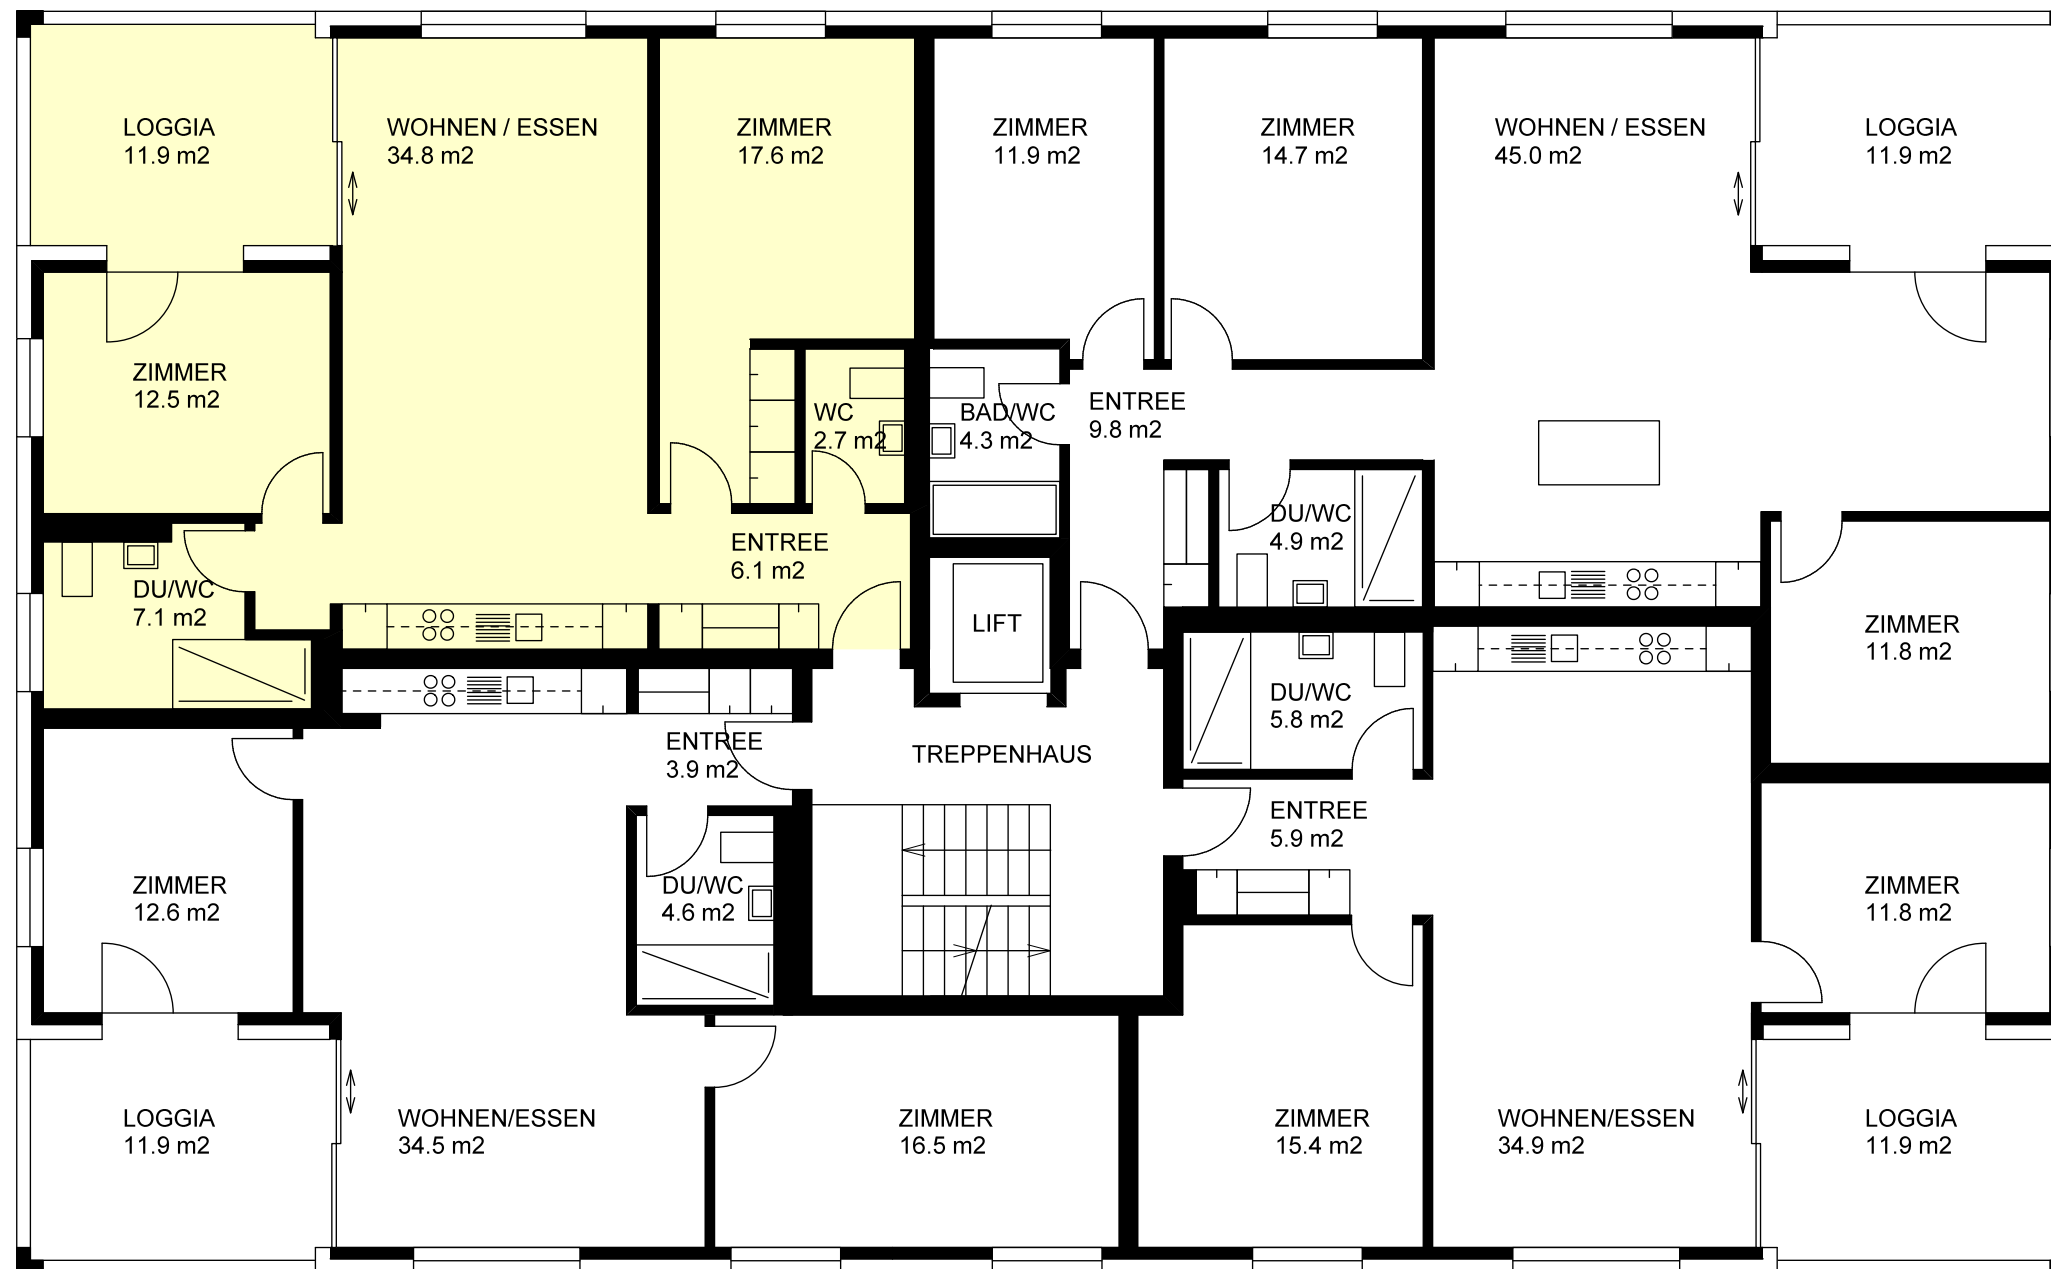 LOGGIA
11.9 m2
WOHNEN / ESSEN
34.8 m2
ZIMMER
17.6 m2
ZIMMER
11.9 m2
ZIMMER
14.7 m2
WOHNEN / ESSEN
45.0 m2
LOGGIA
11.9 m2
ZIMMER
12.5 m2
WC
2.7 m2
BAD/WC
4.3 m2
ENTREE
9.8 m2
DU/WC
4.9 m2
ENTREE
6.1 m2
DU/WC
7.1 m2
LIFT
ZIMMER
11.8 m2
DU/WC
5.8 m2
ENTREE
3.9 m2
TREPPENHAUS
ENTREE
5.9 m2
ZIMMER
12.6 m2
DU/WC
4.6 m2
ZIMMER
11.8 m2
LOGGIA
11.9 m2
WOHNEN/ESSEN
34.5 m2
ZIMMER
16.5 m2
ZIMMER
15.4 m2
WOHNEN/ESSEN
34.9 m2
LOGGIA
11.9 m2